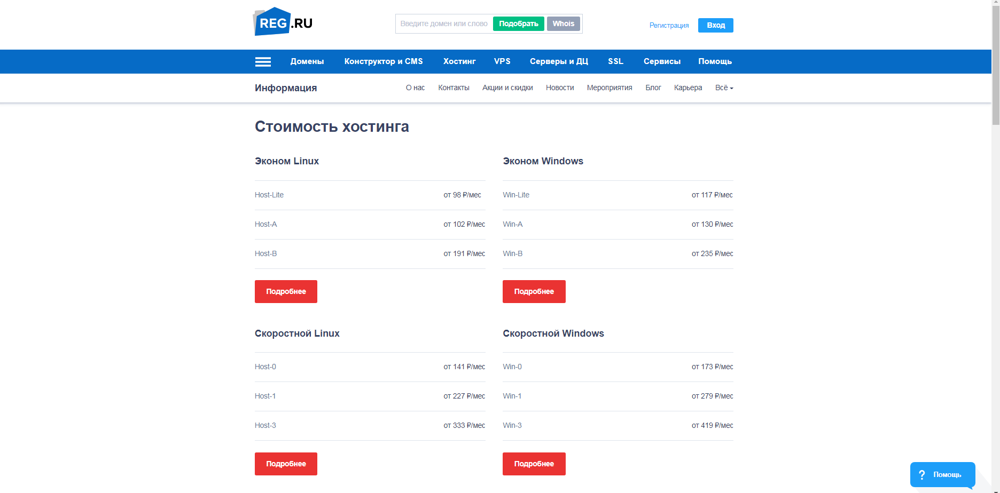 REG.RU
Введите домен или слово Подобрать Whois
Регистрация Вход
Домены Конструктор и CMS Хостинг VPS Серверы и ДЦ SSL Сервисы Помощь
Информация О нас Контакты Акции и скидки Новости Мероприятия Блог Карьера Всё
Стоимость хостинга
Эконом Linux
Host-Lite от 98 ₽/мес
Host-A от 102 ₽/мес
Host-B от 191 ₽/мес
Подробнее
Эконом Windows
Win-Lite от 117 ₽/мес
Win-A от 130 ₽/мес
Win-B от 235 ₽/мес
Подробнее
Скоростной Linux
Host-0 от 141 ₽/мес
Host-1 от 227 ₽/мес
Host-3 от 333 ₽/мес
Подробнее
Скоростной Windows
Win-0 от 173 ₽/мес
Win-1 от 279 ₽/мес
Win-3 от 419 ₽/мес
Подробнее
? Помощь